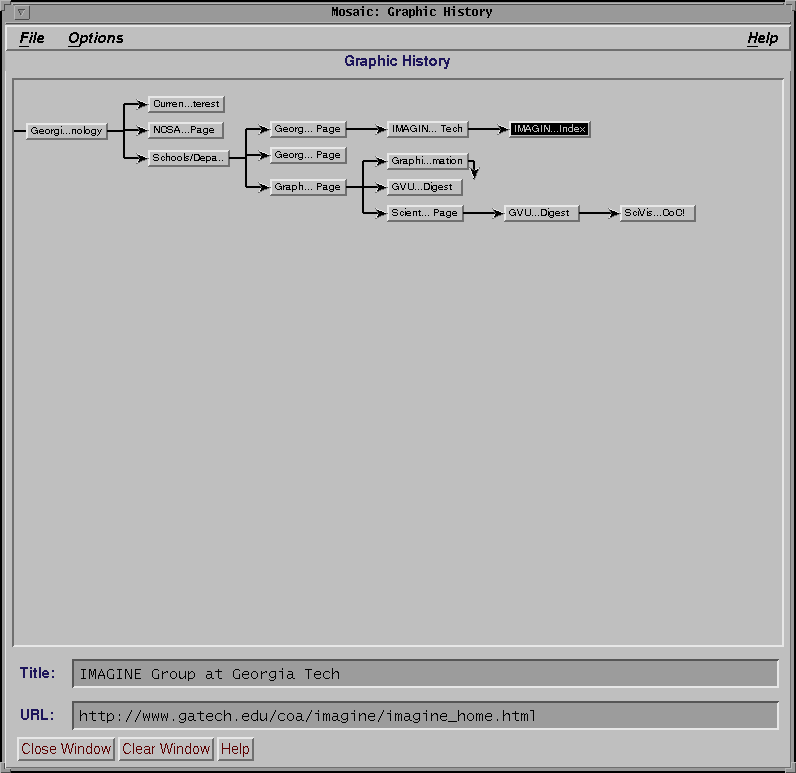 Mosaic: Graphic History
File Options Help
Graphic History
Curren...terest
Georgi...nology
NCSA...Page
Schools/Depa...
Georg... Page
IMAGIN... Tech
IMAGIN...Index
Georg... Page
Graphi...mation
Graph... Page
GVU...Digest
Scient... Page
GVU...Digest
SciVis...CoC!
Title: IMAGINE Group at Georgia Tech
URL: http://www.gatech.edu/coa/imagine/imagine_home.html
Close Window Clear Window Help